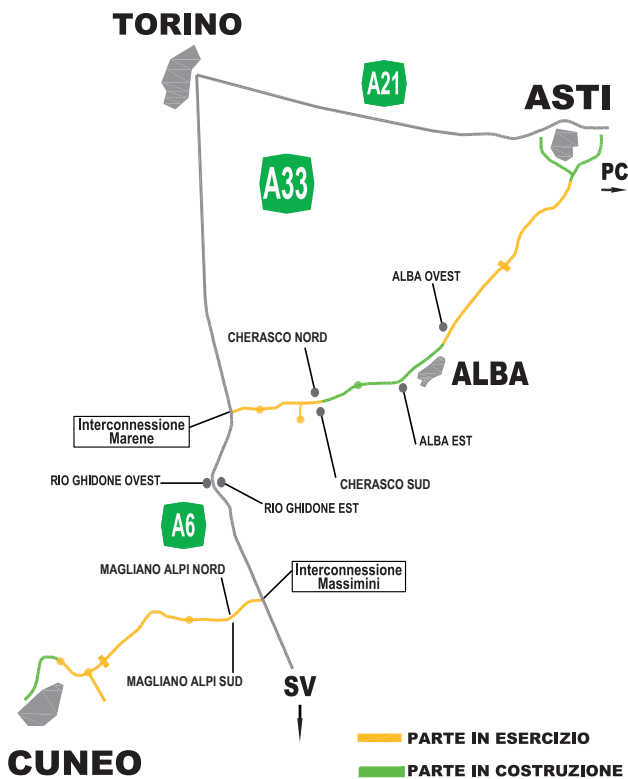 TORINO
A21
ASTI
A33
PC
ALBA OVEST
CHERASCO NORD
ALBA
Interconnessione
Marene
ALBA EST
CHERASCO SUD
RIO GHIDONE OVEST
RIO GHIDONE EST
A6
MAGLIANO ALPI NORD
Interconnessione
Massimini
MAGLIANO ALPI SUD
SV
CUNEO
PARTE IN ESERCIZIO
PARTE IN COSTRUZIONE